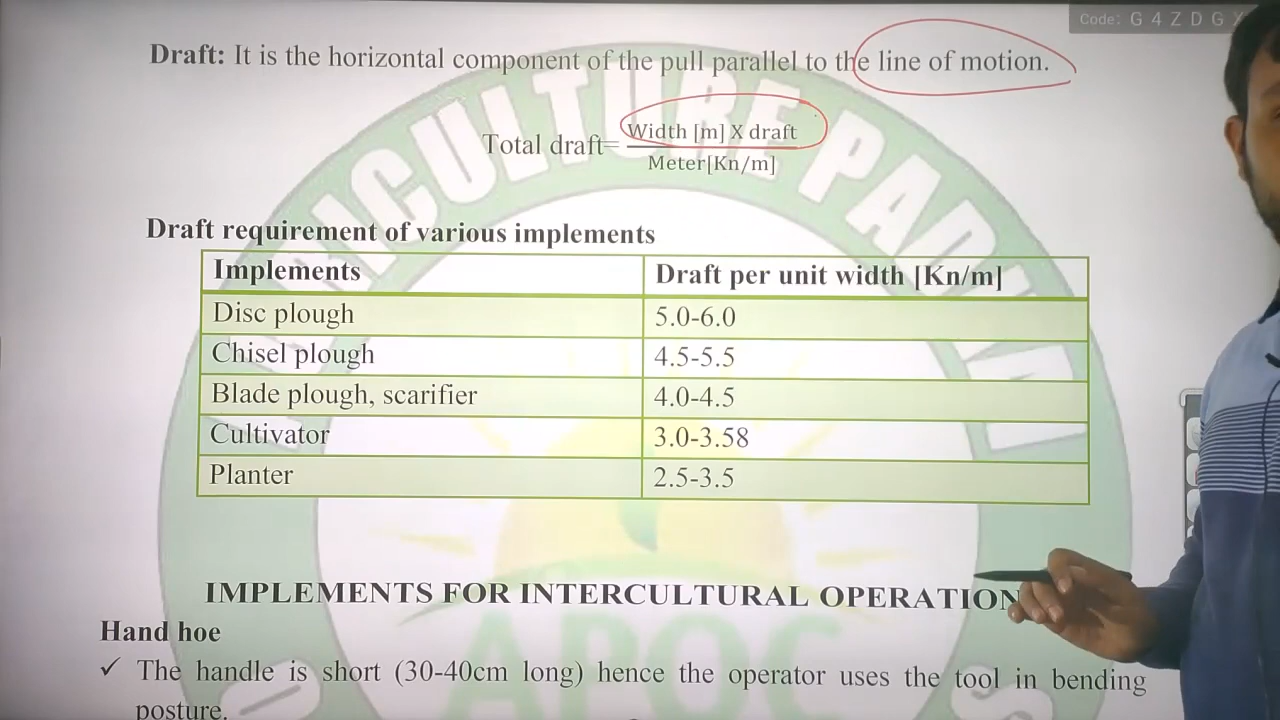 Code: G 4 Z D G X
Draft: It is the horizontal component of the pull parallel to the line of motion.
Total draft= Width [m] X draft
Meter[Kn/m]
Draft requirement of various implements
Implements Draft per unit width [Kn/m]
Disc plough 5.0-6.0
Chisel plough 4.5-5.5
Blade plough, scarifier 4.0-4.5
Cultivator 3.0-3.58
Planter 2.5-3.5
IMPLEMENTS FOR INTERCULTURAL OPERATION
Hand hoe
✓ The handle is short (30-40cm long) hence the operator uses the tool in bending
posture.